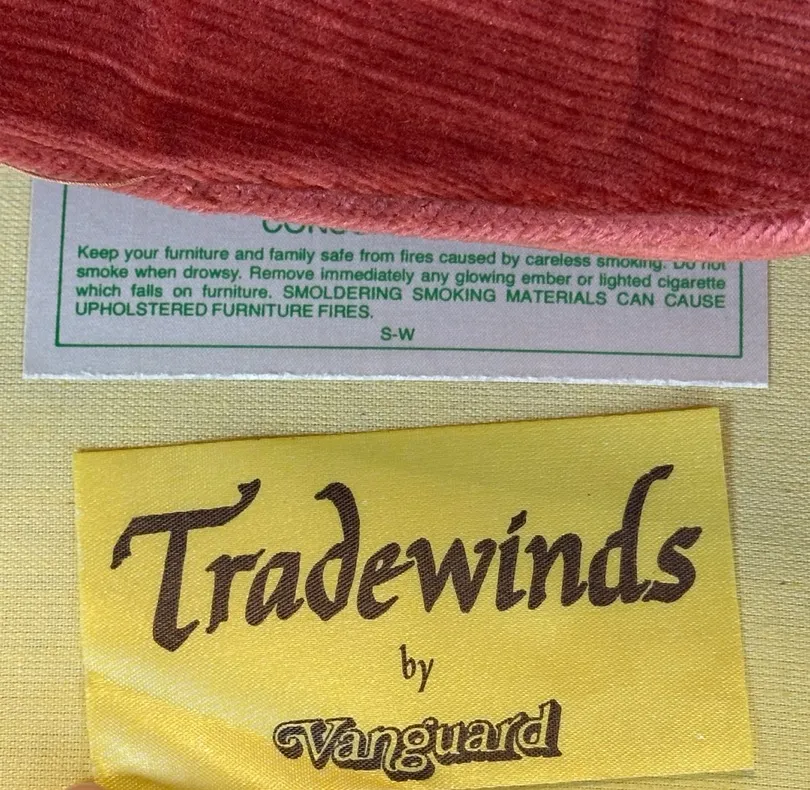 Keep your furniture and family safe from fires caused by careless smoking. Do not
smoke when drowsy. Remove immediately any glowing ember or lighted cigarette
which falls on furniture. SMOLDERING SMOKING MATERIALS CAN CAUSE
UPHOLSTERED FURNITURE FIRES.
S-W
Tradewinds
by
Vanguard